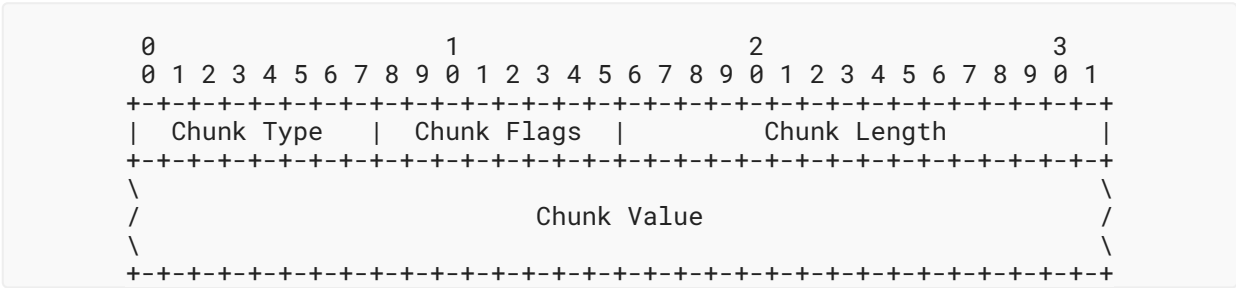 0                   1                   2                   3
 0 1 2 3 4 5 6 7 8 9 0 1 2 3 4 5 6 7 8 9 0 1 2 3 4 5 6 7 8 9 0 1
+-+-+-+-+-+-+-+-+-+-+-+-+-+-+-+-+-+-+-+-+-+-+-+-+-+-+-+-+-+-+-+-+
|  Chunk Type   |  Chunk Flags  |         Chunk Length          |
+-+-+-+-+-+-+-+-+-+-+-+-+-+-+-+-+-+-+-+-+-+-+-+-+-+-+-+-+-+-+-+-+
\                                                               \
/                          Chunk Value                          /
\                                                               \
+-+-+-+-+-+-+-+-+-+-+-+-+-+-+-+-+-+-+-+-+-+-+-+-+-+-+-+-+-+-+-+-+